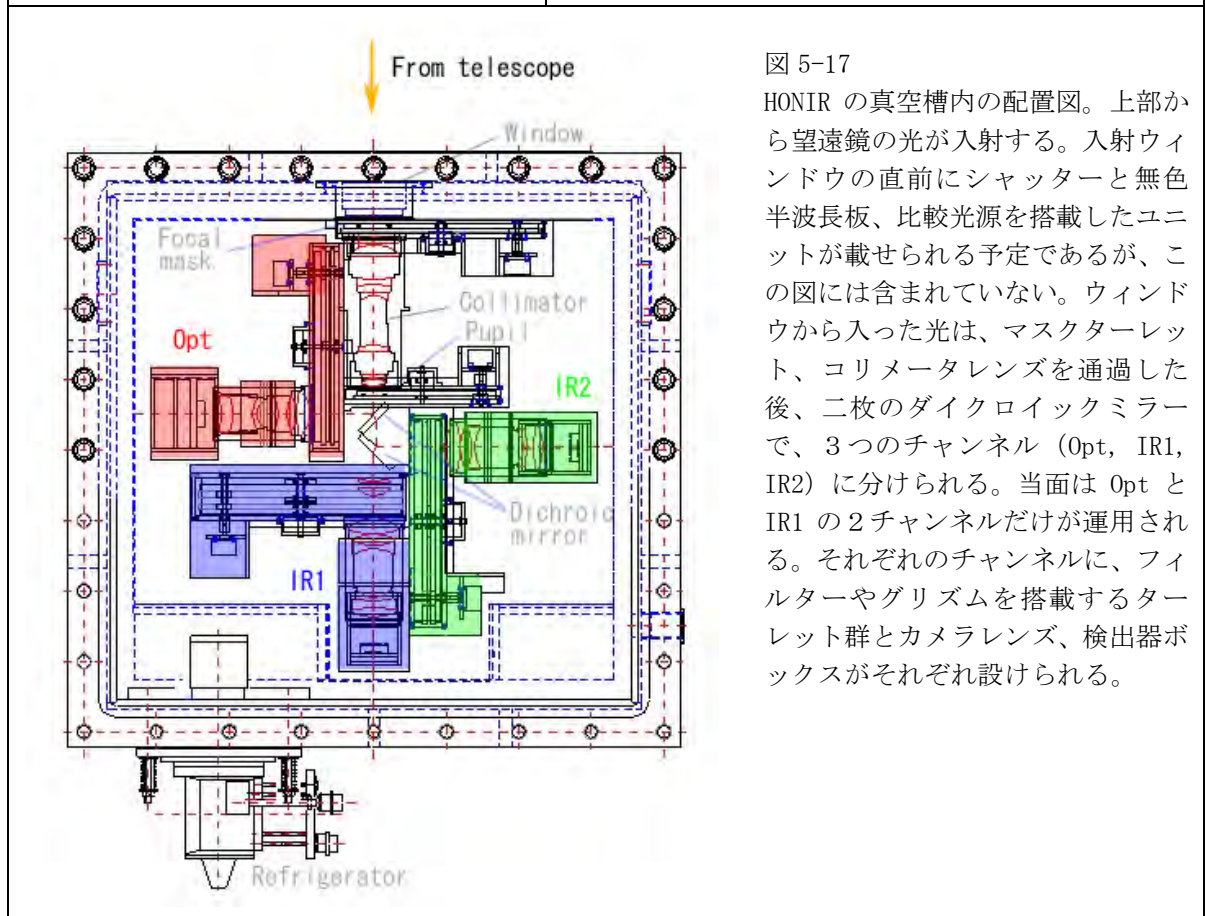 From telescope
Window
Focal
mask
Collimator
Pupil
Opt
IR2
Dichroic
mirror
IR1
Refrigerator
図 5-17
HONIR の真空槽内の配置図。上部か
ら望遠鏡の光が入射する。入射ウィ
ンドウの直前にシャッターと無色
半波長板、比較光源を搭載したユニ
ットが載せられる予定であるが、こ
の図には含まれていない。ウィンド
ウから入った光は、マスクターレッ
ト、コリメータレンズを通過した
後、二枚のダイクロイックミラー
で、３つのチャンネル（Opt, IR1,
IR2）に分けられる。当面は Opt と
IR1 の２チャンネルだけが運用され
る。それぞれのチャンネルに、フィ
ルターやグリズムを搭載するター
レット群とカメラレンズ、検出器ボ
ックスがそれぞれ設けられる。